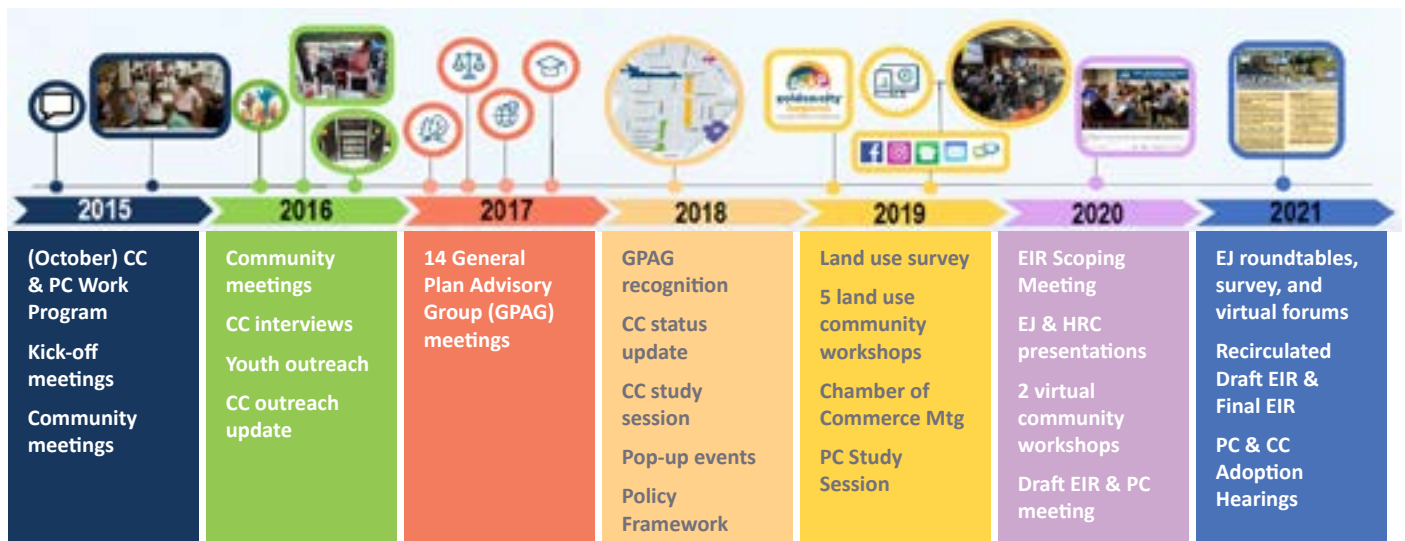 2015
2016
2017
2018
2019
2020
2021
(October) CC
& PC Work
Program
Kick-off
meetings
Community
meetings
Community
meetings
CC interviews
Youth outreach
CC outreach
update
14 General
Plan Advisory
Group (GPAG)
meetings
GPAG
recognition
CC status
update
CC study
session
Pop-up events
Policy
Framework
Land use survey
5 land use
community
workshops
Chamber of
Commerce Mtg
PC Study
Session
EIR Scoping
Meeting
EJ & HRC
presentations
2 virtual
community
workshops
Draft EIR & PC
meeting
EJ roundtables,
survey, and
virtual forums
Recirculated
Draft EIR &
Final EIR
PC & CC
Adoption
Hearings